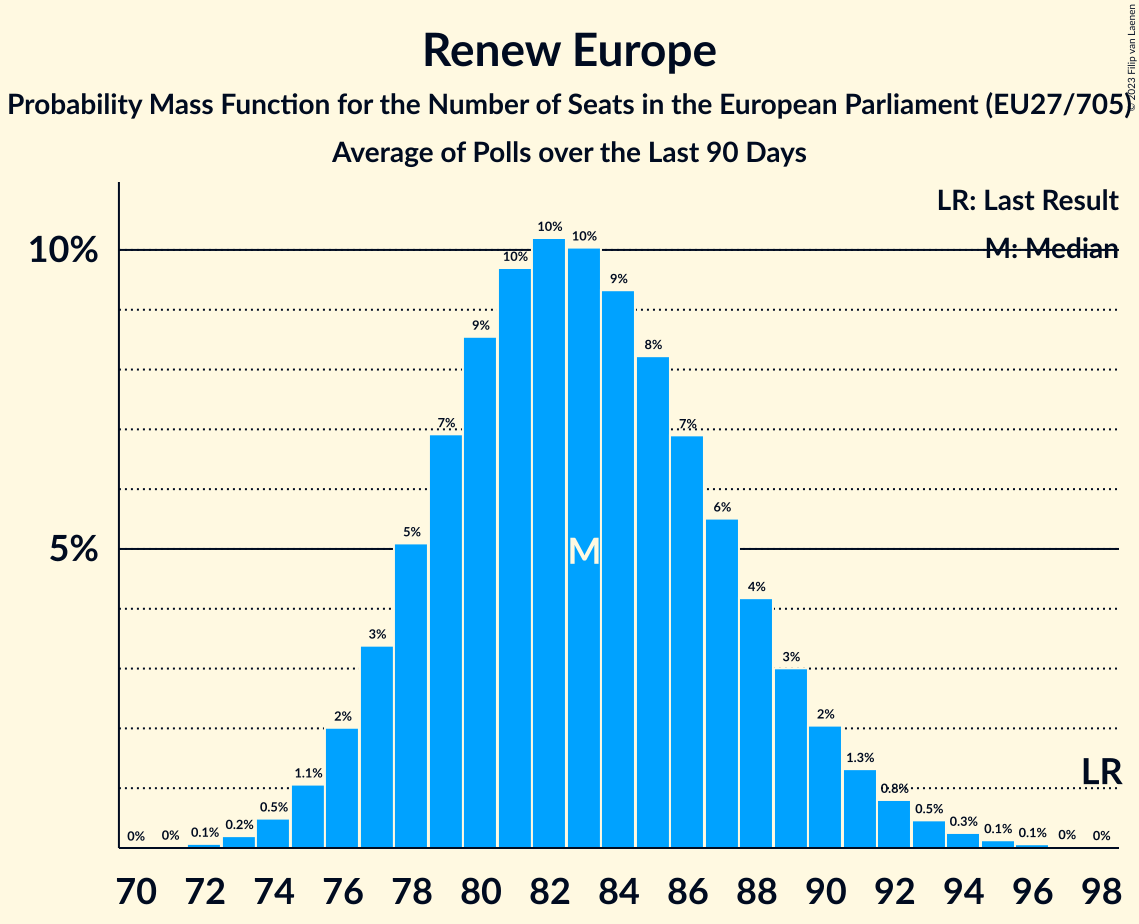 Renew Europe
Probability Mass Function for the Number of Seats in the European Parliament (EU27/705)
Average of Polls over the Last 90 Days
© 2023 Filip van Laenen
LR: Last Result
M: Median
10%
5%
0% 0% 0.1% 0.2% 0.5% 1.1% 2% 3% 5% 7% 9% 10% 10% 10% 9% 8% 7% 6% 4% 3% 2% 1.3% 0.8% 0.5% 0.3% 0.1% 0.1% 0% 0%
M
LR
70 72 74 76 78 80 82 84 86 88 90 92 94 96 98